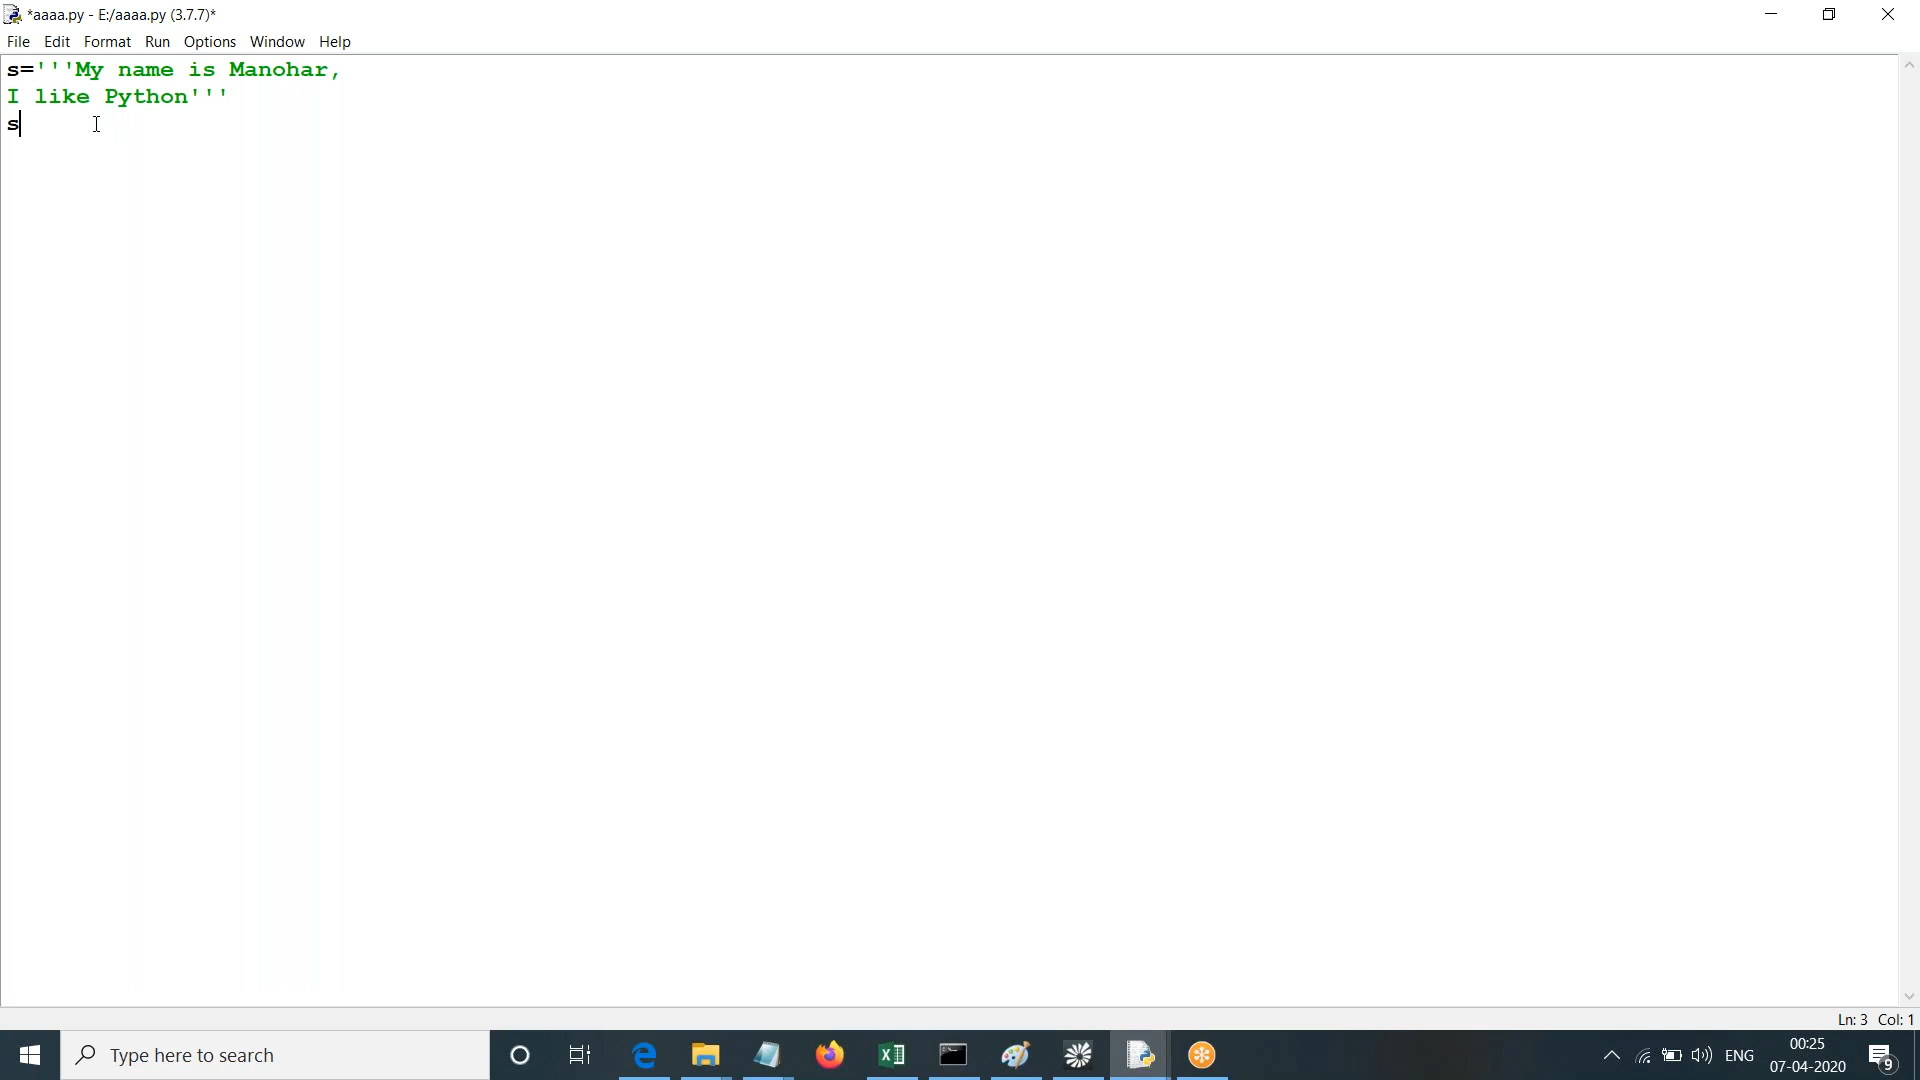 *aaaa.py - E:/aaaa.py (3.7.7)*
File Edit Format Run Options Window Help
s='''My name is Manohar,
I like Python'''
s
Ln: 3 Col: 1
Type here to search
ENG
00:25
07-04-2020
9